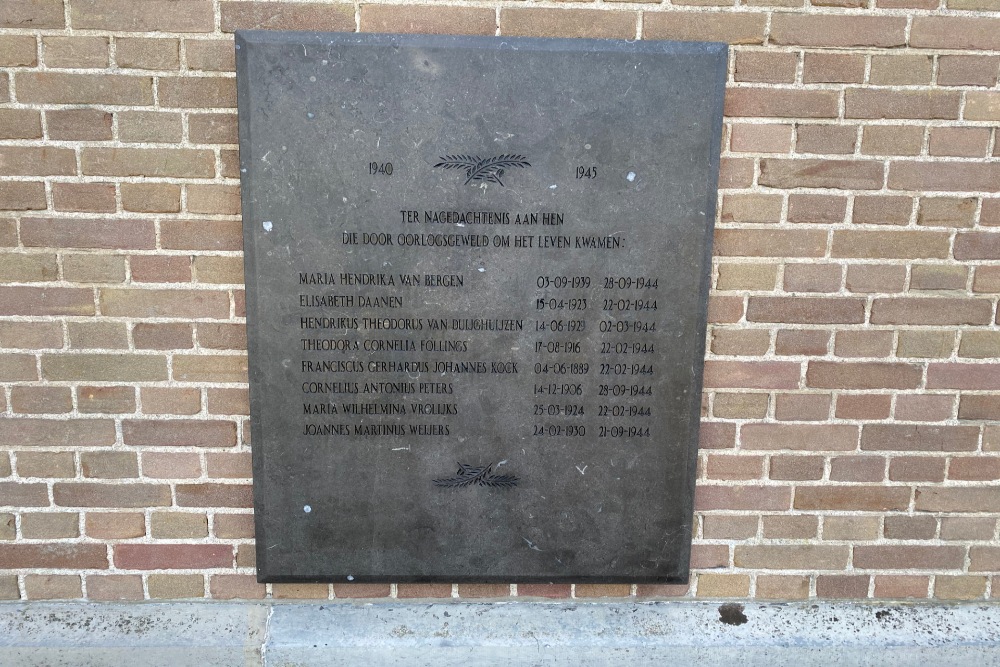 1940 1945
TER NAGEDACHTENIS AAN HEN
DIE DOOR OORLOGSGEWELD OM HET LEVEN KWAMEN:
MARIA HENDRIKA VAN BERGEN 03-09-1939 28-09-1944
ELISABETH DAANEN 15-04-1923 22-02-1944
HENDRIKUS THEODORUS VAN DULIGHUIJZEN 14-06-1929 02-03-1944
THEODORA CORNELIA FOLLINGS 17-08-1916 22-02-1944
FRANCISCUS GERHARDUS JOHANNES KOCK 04-06-1889 22-02-1944
CORNELIUS ANTONIUS PETERS 14-12-1906 28-09-1944
MARIA WILHELMINA VROLIJKS 25-03-1924 22-02-1944
JOANNES MARTINUS WEIJERS 24-02-1930 21-09-1944